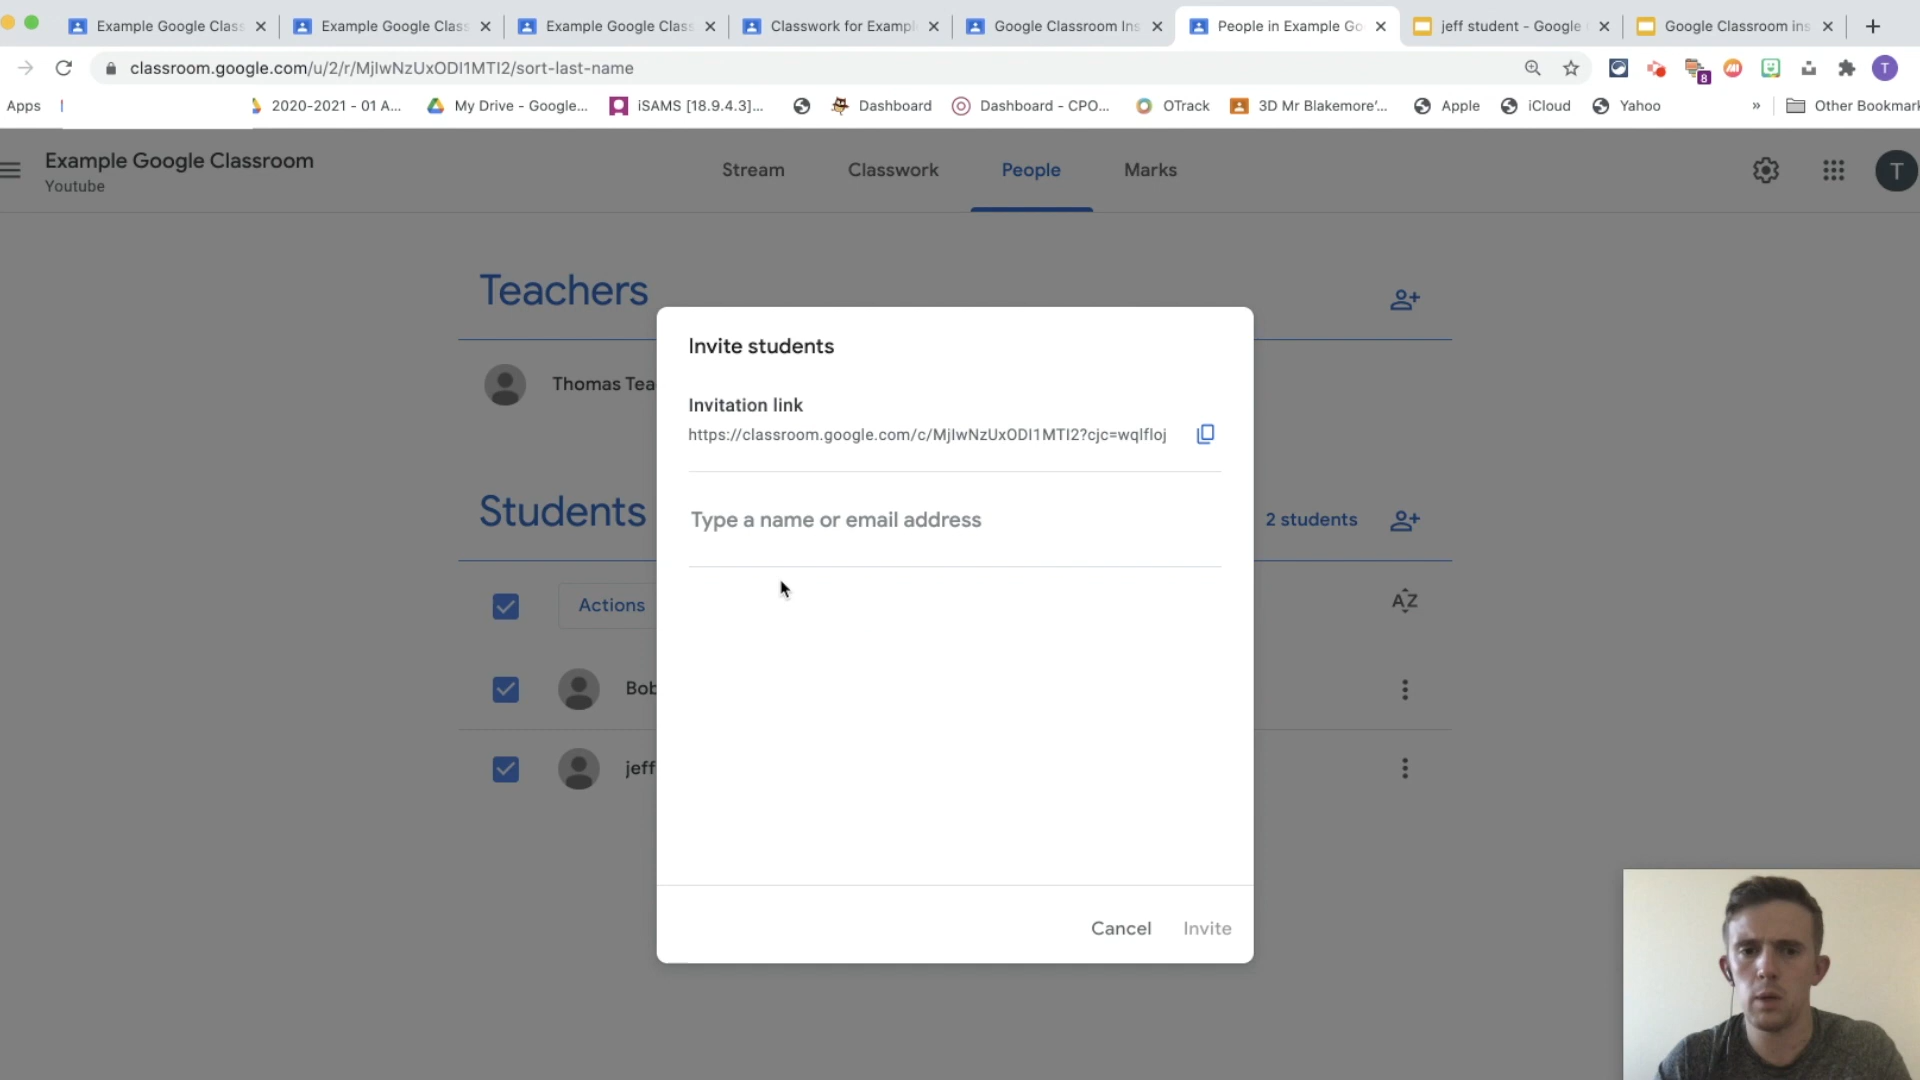 Example Google Class
Example Google Class
Example Google Class
Classwork for Exampl
Google Classroom Ins
People in Example Go
jeff student - Google
Google Classroom ins
classroom.google.com/u/2/r/MjIwNzUxODI1MTI2/sort-last-name
8
T
Apps
2020-2021 - 01 A...
My Drive - Google...
iSAMS [18.9.4.3]...
Dashboard
Dashboard - CPO...
OTrack
3D Mr Blakemore'...
Apple
iCloud
Yahoo
»
Other Bookmark
Example Google Classroom
Youtube
Stream
Classwork
People
Marks
T
Teachers
Thomas Tea
Invite students
Invitation link
https://classroom.google.com/c/MjIwNzUxODI1MTI2?cjc=wqlfloj
Type a name or email address
Students
2 students
Actions
AZ
Bob
jeff
Cancel
Invite